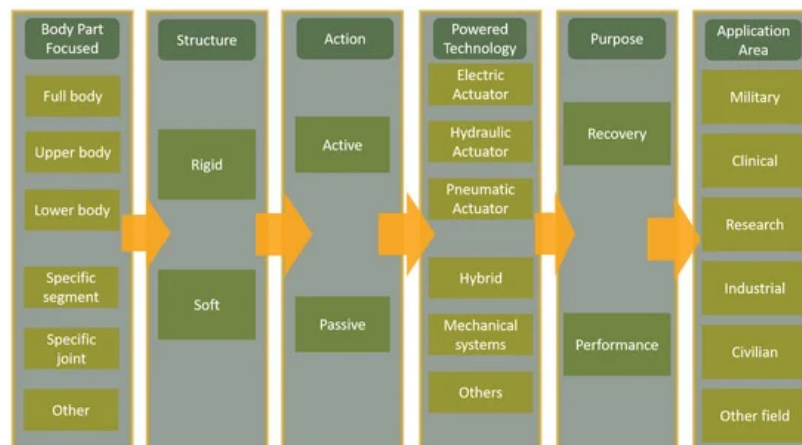 Body Part
Focused
Full body
Upper body
Lower body
Specific
segment
Specific
joint
Other
Structure
Rigid
Soft
Action
Active
Passive
Powered
Technology
Electric
Actuator
Hydraulic
Actuator
Pneumatic
Actuator
Hybrid
Mechanical
systems
Others
Purpose
Recovery
Performance
Application
Area
Military
Clinical
Research
Industrial
Civilian
Other field